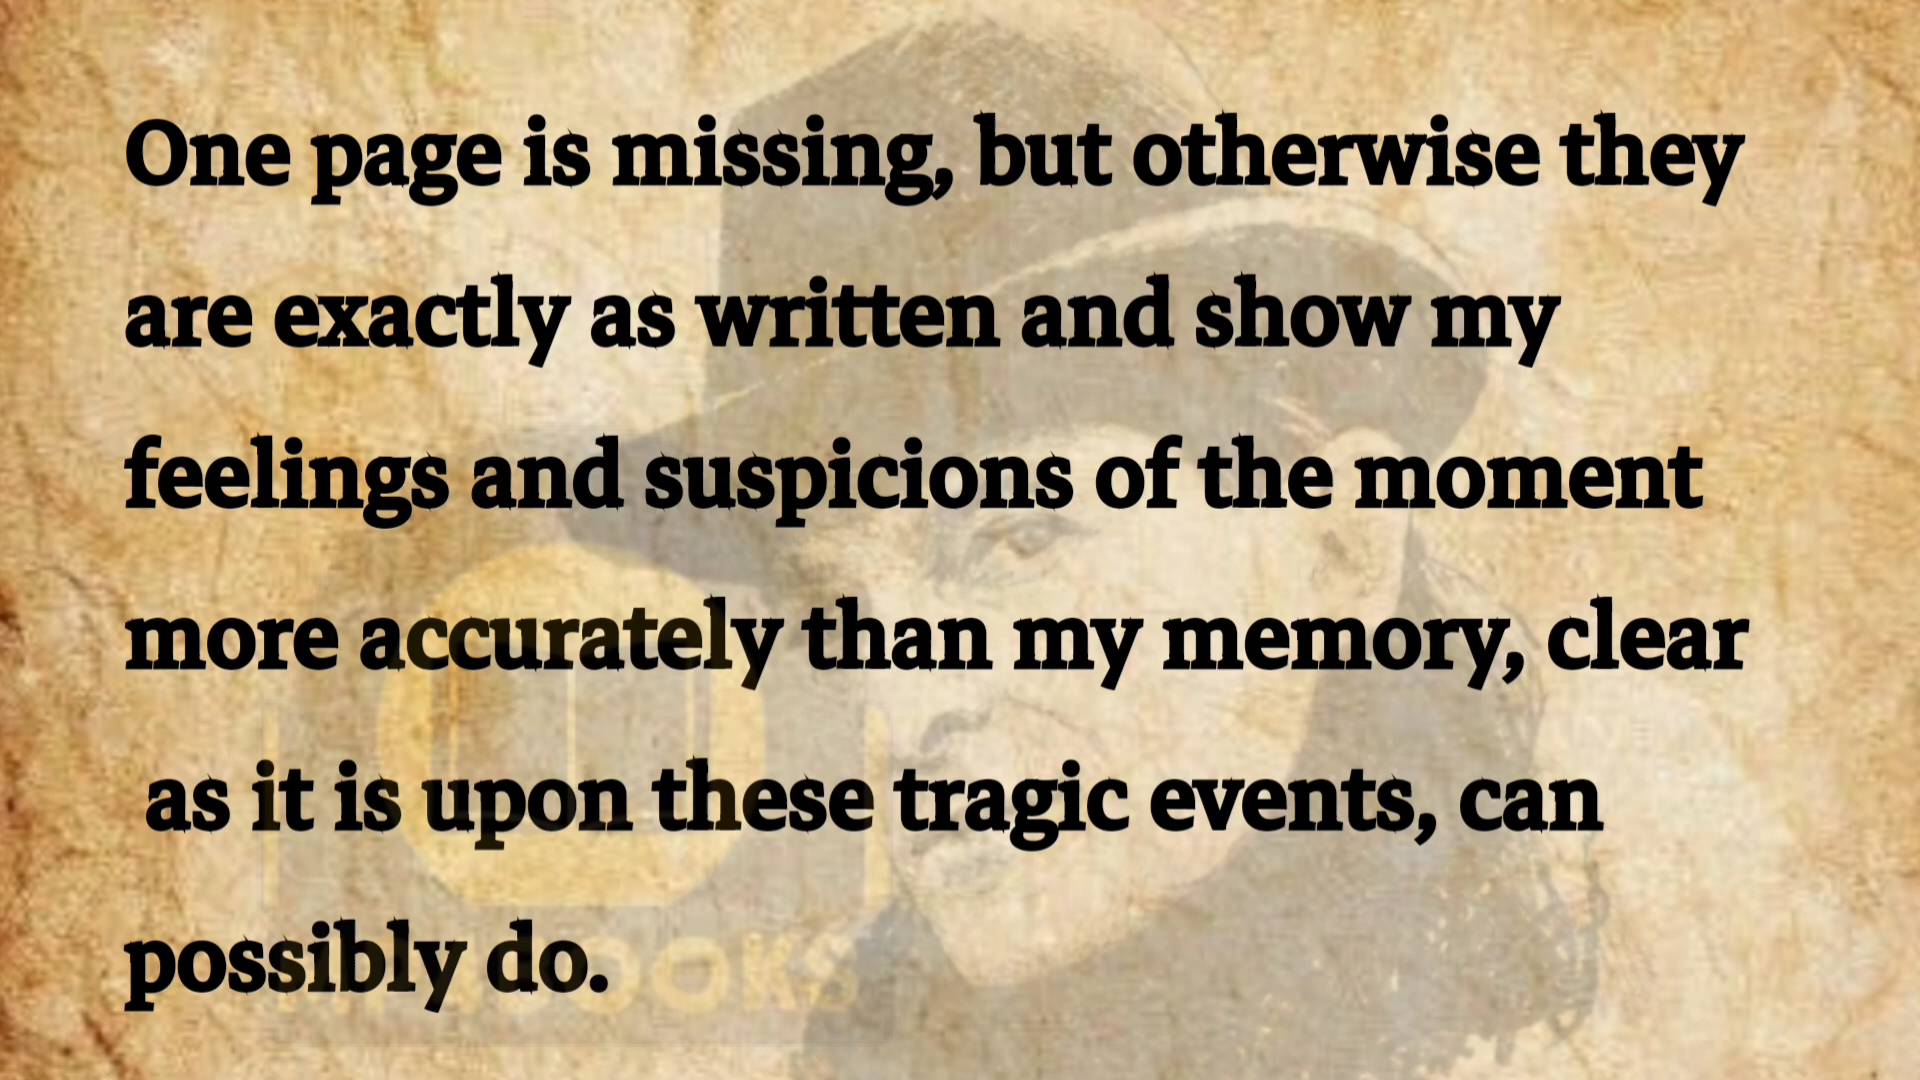 One page is missing, but otherwise they
are exactly as written and show my
feelings and suspicions of the moment
more accurately than my memory, clear
as it is upon these tragic events, can
possibly do.